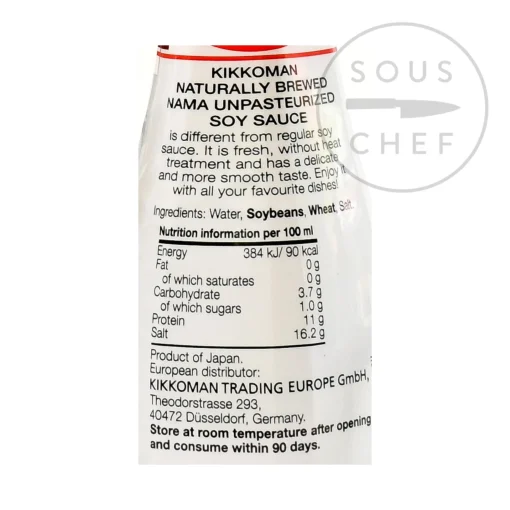 SOUS
CHEF
KIKKOMAN
NATURALLY BREWED
NAMA UNPASTEURIZED
SOY SAUCE
is different from regular soy
sauce. It is fresh, without heat
treatment and has a delicate
and more smooth taste. Enjoy it
with all your favourite dishes!
Ingredients: Water, Soybeans, Wheat, Salt.
Nutrition information per 100 ml
Energy 384 kJ/ 90 kcal
Fat 0 g
of which saturates 0 g
Carbohydrate 3.7 g
of which sugars 1.0 g
Protein 11 g
Salt 16.2 g
Product of Japan.
European distributor:
KIKKOMAN TRADING EUROPE GmbH,
Theodorstrasse 293,
40472 Düsseldorf, Germany.
Store at room temperature after opening
and consume within 90 days.